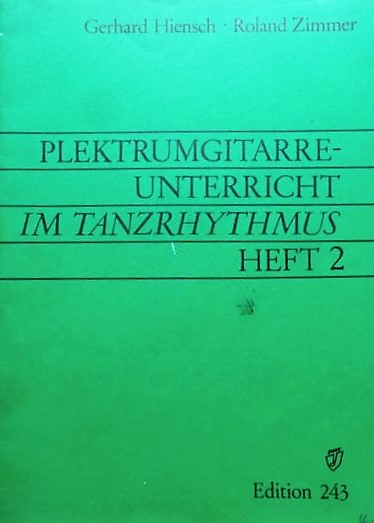 Gerhard Hiensch · Roland Zimmer
PLEKTRUMGITARRE-
UNTERRICHT
IM TANZRHYTHMUS
HEFT 2
Edition 243